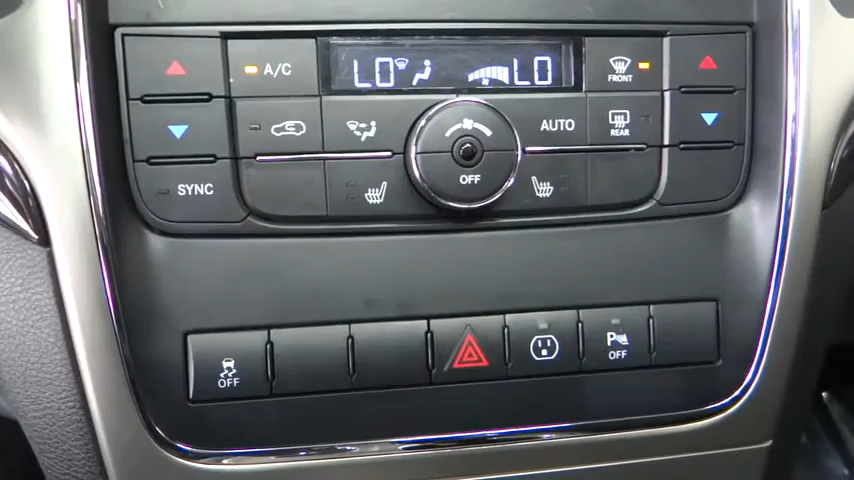 A/C
LO
LO
FRONT
AUTO
REAR
SYNC
OFF
OFF
P
OFF